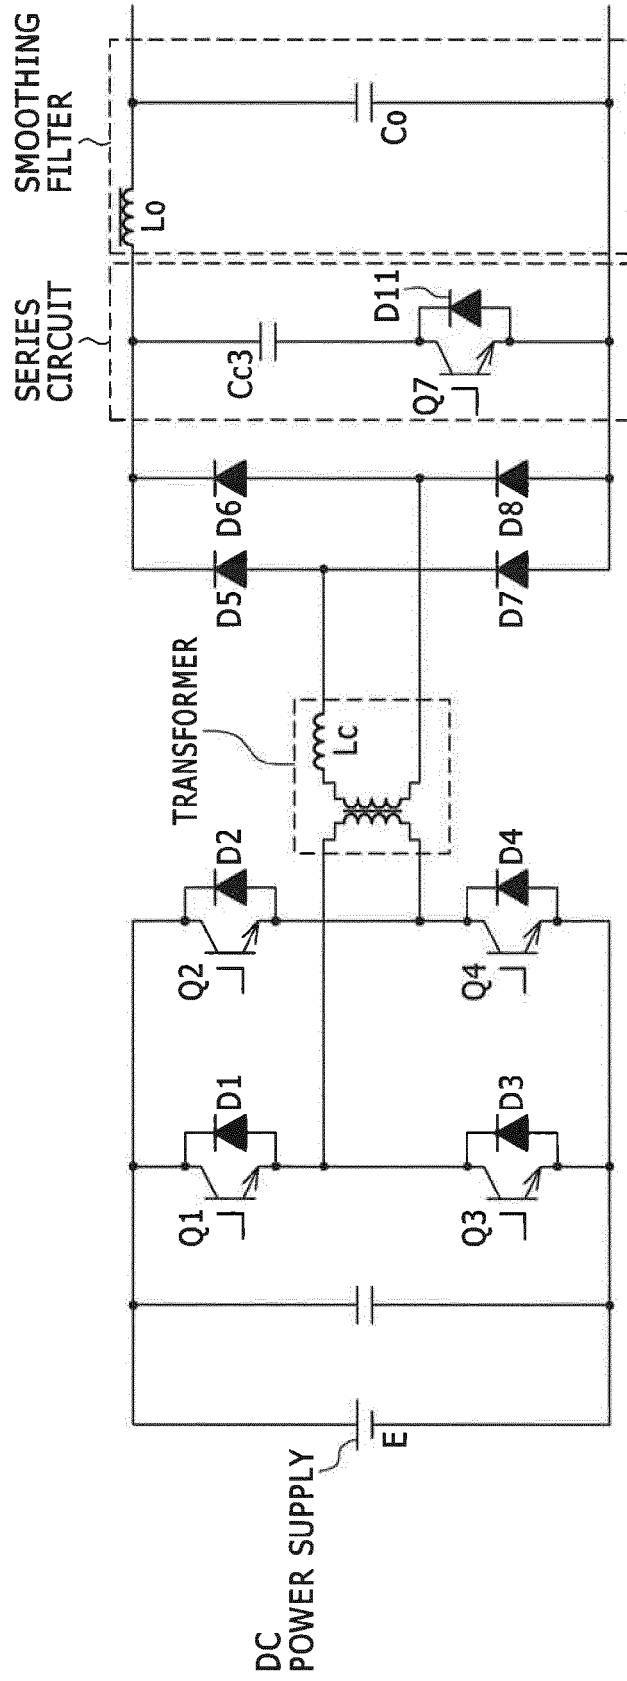 DC
POWER SUPPLY
E
Q1
D1
Q3
D3
Q2
D2
Q4
D4
TRANSFORMER
Lc
D5
D6
D7
D8
SERIES
CIRCUIT
Cc3
Q7
D11
SMOOTHING
FILTER
Lo
Co